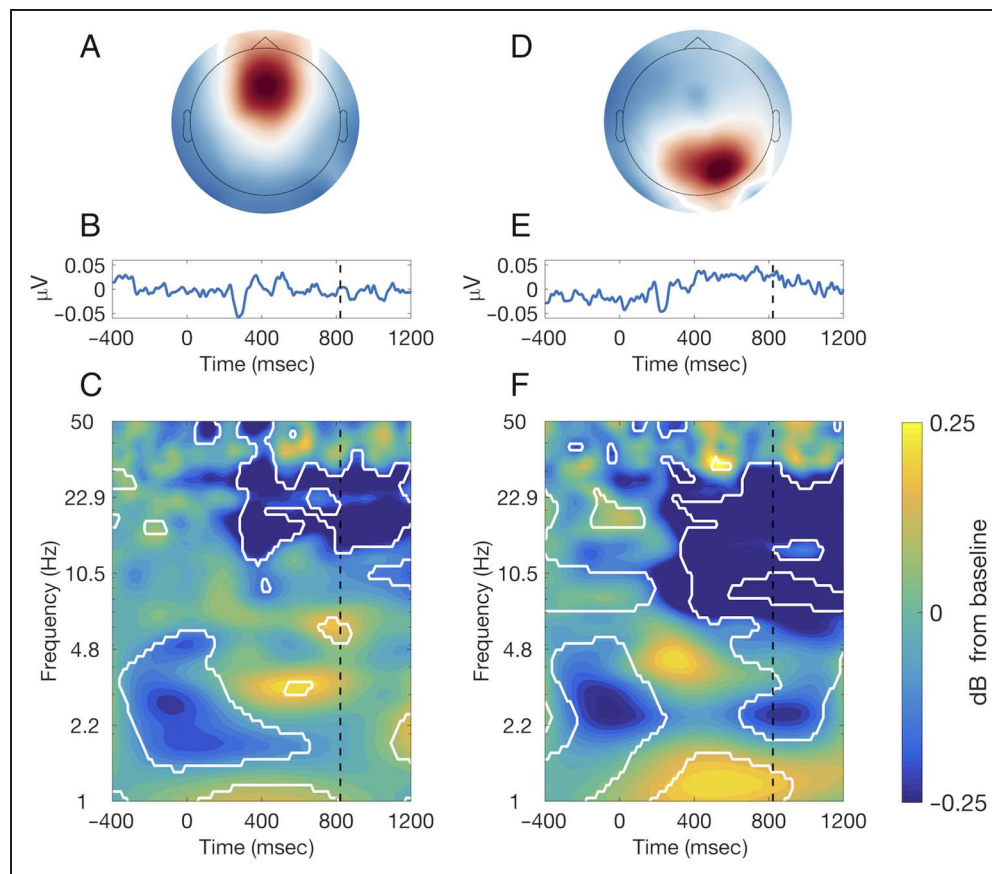 A
D
B
E
μV
0.05
0
−0.05
−400 0 400 800 1200
Time (msec)
μV
0.05
0
−0.05
−400 0 400 800 1200
Time (msec)
C
F
Frequency (Hz)
50
22.9
10.5
4.8
2.2
1
−400 0 400 800 1200
Time (msec)
Frequency (Hz)
50
22.9
10.5
4.8
2.2
1
−400 0 400 800 1200
Time (msec)
0.25
0
−0.25
dB from baseline